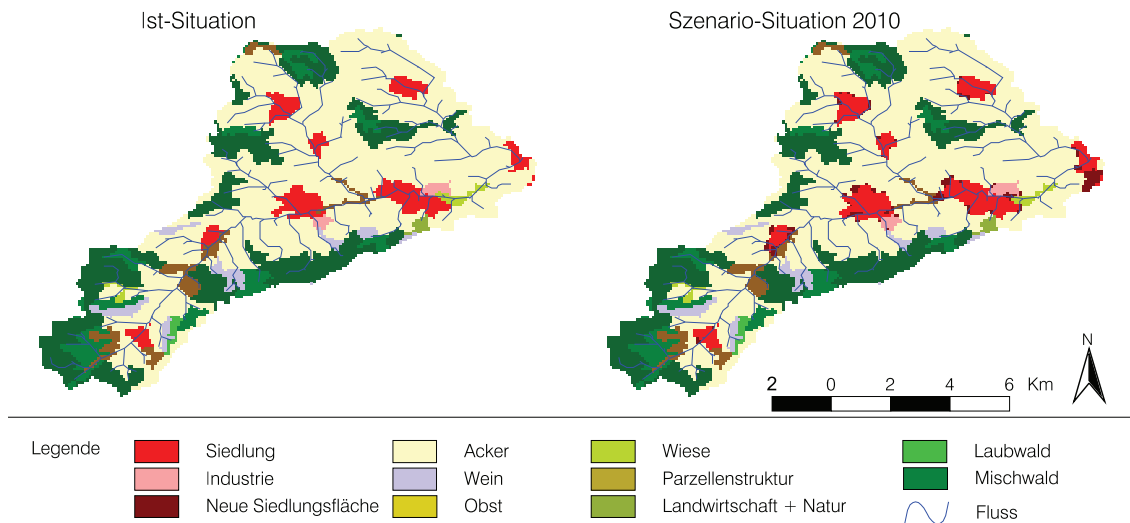 Ist-Situation
Szenario-Situation 2010
N
2 0 2 4 6 Km
Legende
Siedlung
Industrie
Neue Siedlungsfläche
Acker
Wein
Obst
Wiese
Parzellenstruktur
Landwirtschaft + Natur
Laubwald
Mischwald
Fluss